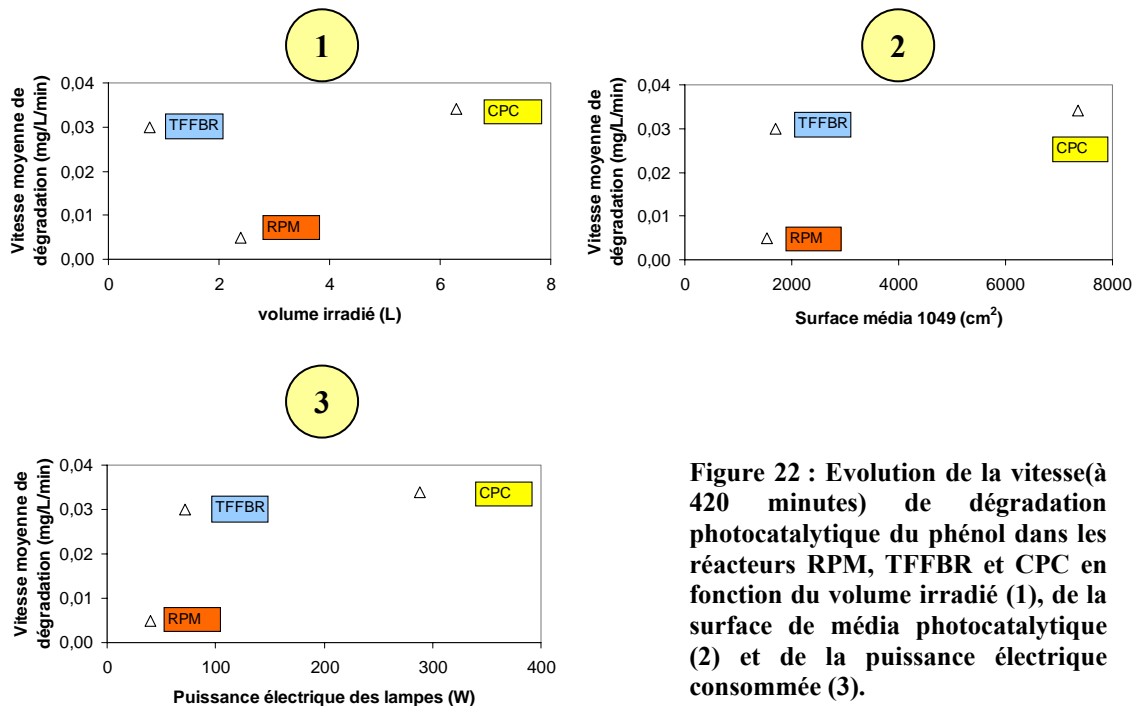 1
Vitesse moyenne de
dégradation (mg/L/min)
0,04
0,03
0,02
0,01
0,00
TFFBR
CPC
RPM
0
2
4
6
8
volume irradié (L)
2
Vitesse moyenne de
dégradation (mg/L/min)
0,04
0,03
0,02
0,01
0,00
TFFBR
CPC
RPM
0
2000
4000
6000
8000
Surface média 1049 (cm²)
3
Vitesse moyenne de
dégradation (mg/L/min)
0,04
0,03
0,02
0,01
0,00
TFFBR
CPC
RPM
0
100
200
300
400
Puissance électrique des lampes (W)
Figure 22 : Evolution de la vitesse(à
420 minutes) de dégradation
photocatalytique du phénol dans les
réacteurs RPM, TFFBR et CPC en
fonction du volume irradié (1), de la
surface de média photocatalytique
(2) et de la puissance électrique
consommée (3).